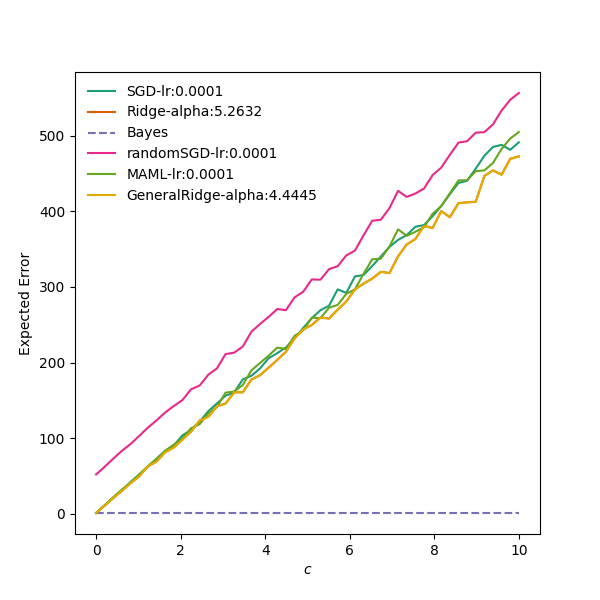 SGD-lr:0.0001
Ridge-alpha:5.2632
Bayes
randomSGD-lr:0.0001
MAML-lr:0.0001
GeneralRidge-alpha:4.4445
500
400
300
200
100
0
Expected Error
0 2 4 6 8 10
c